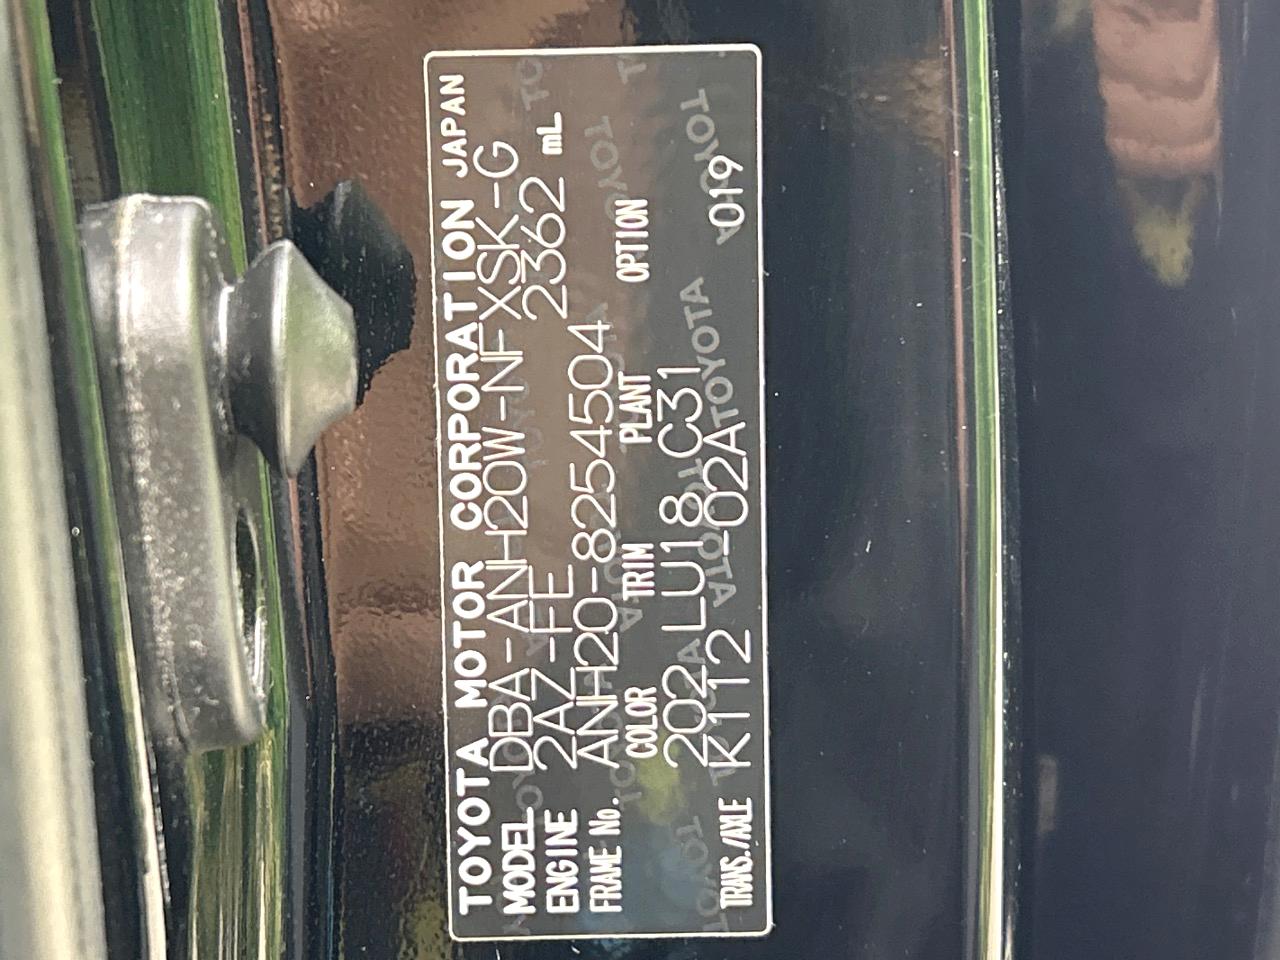 TOYOTA MOTOR CORPORATION JAPAN
MODEL DBA-ANH20W-NFXSK-G
ENGINE 2AZ-FE 2362 mL
FRAME No. ANH20-8254504
COLOR TRIM PLANT OPTION
202 LU18 C31
TRANS./AXLE K112 -02A 019